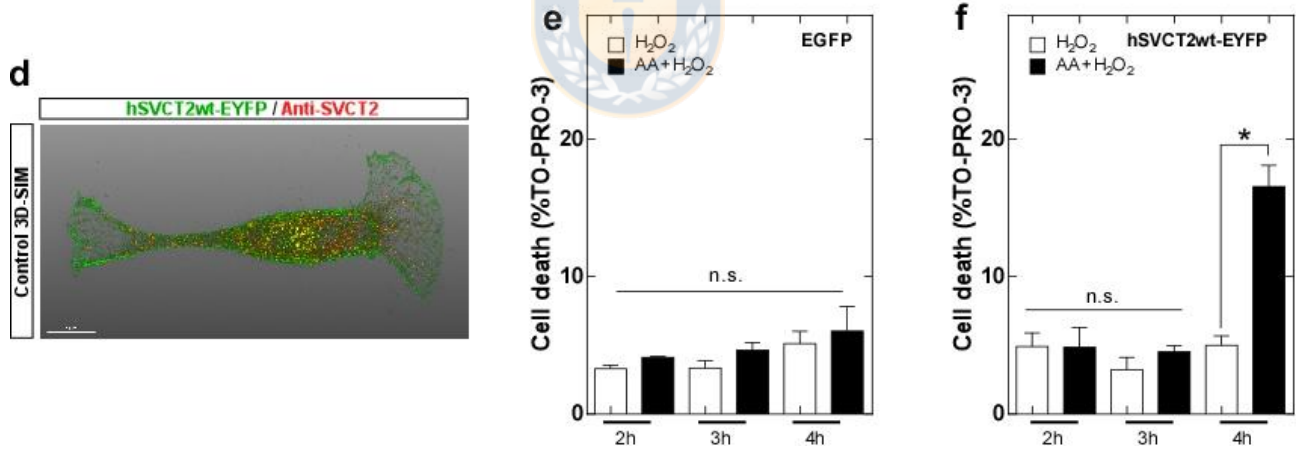 d
hSVCT2wt-EYFP / Anti-SVCT2
Control 3D-SIM
e
Cell death (%TO-PRO-3)
H₂O₂
AA+H₂O₂
EGFP
20
10
0
n.s.
2h
3h
4h
f
Cell death (%TO-PRO-3)
H₂O₂
AA+H₂O₂
hSVCT2wt-EYFP
20
10
0
n.s.
*
2h
3h
4h